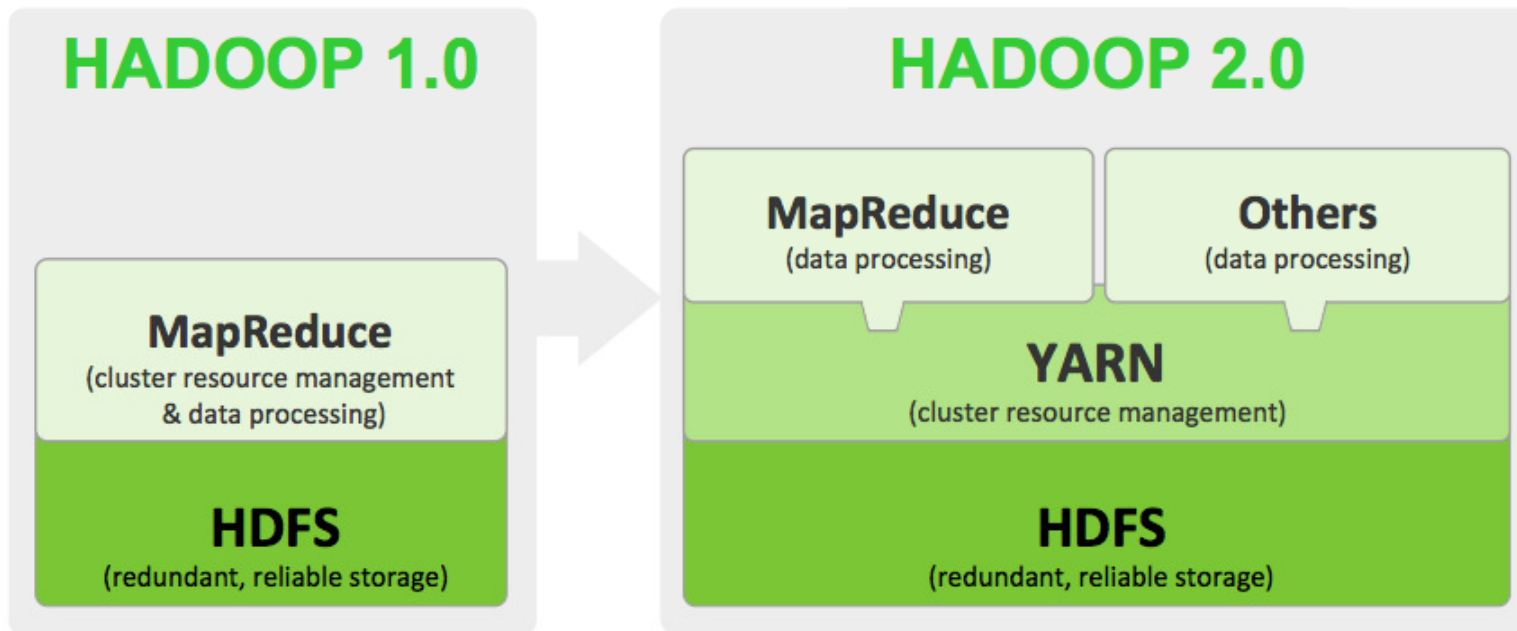 HADOOP 1.0
MapReduce
(cluster resource management
& data processing)
HDFS
(redundant, reliable storage)
HADOOP 2.0
MapReduce
(data processing)
Others
(data processing)
YARN
(cluster resource management)
HDFS
(redundant, reliable storage)